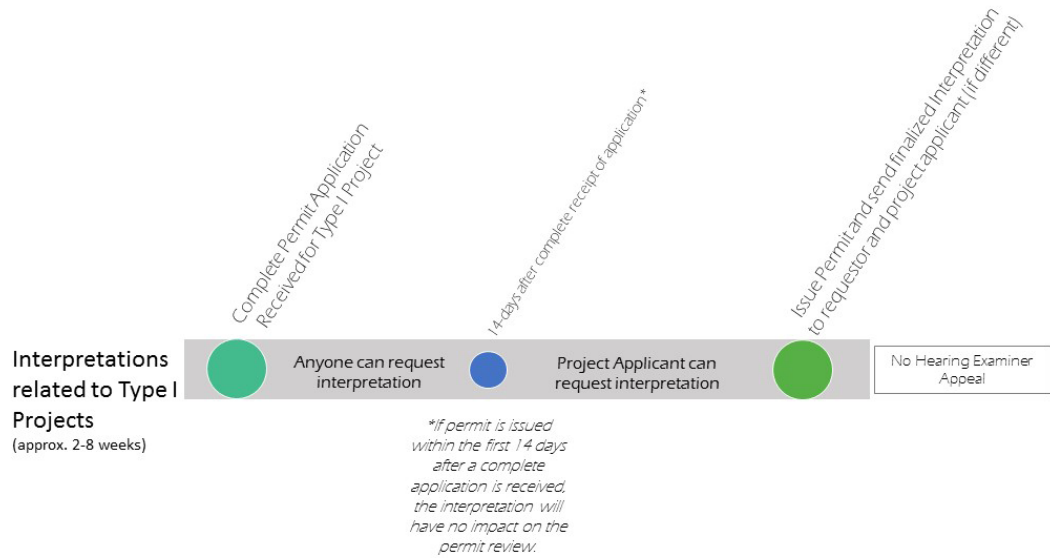 Complete Permit Application
Received for Type I Project
14-days after complete receipt of application*
Issue Permit and send finalized Interpretation
to requestor and project applicant (if different)
Interpretations
related to Type I
Projects
(approx. 2-8 weeks)
Anyone can request
interpretation
Project Applicant can
request interpretation
No Hearing Examiner
Appeal
*If permit is issued
within the first 14 days
after a complete
application is received,
the interpretation will
have no impact on the
permit review.